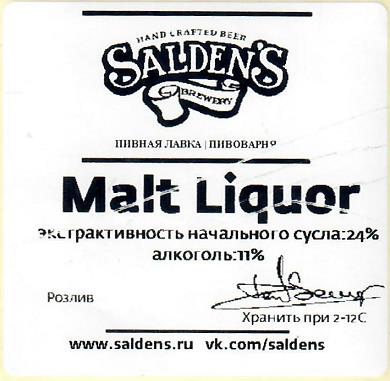 HAND CRAFTED BEER
SALDEN'S
BREWERY
ПИВНАЯ ЛАВКА | ПИВОВАРНЯ
Malt Liquor
экстрактивность начального сусла:24%
алкоголь:11%
Розлив
Хранить при 2-12С
www.saldens.ru vk.com/saldens